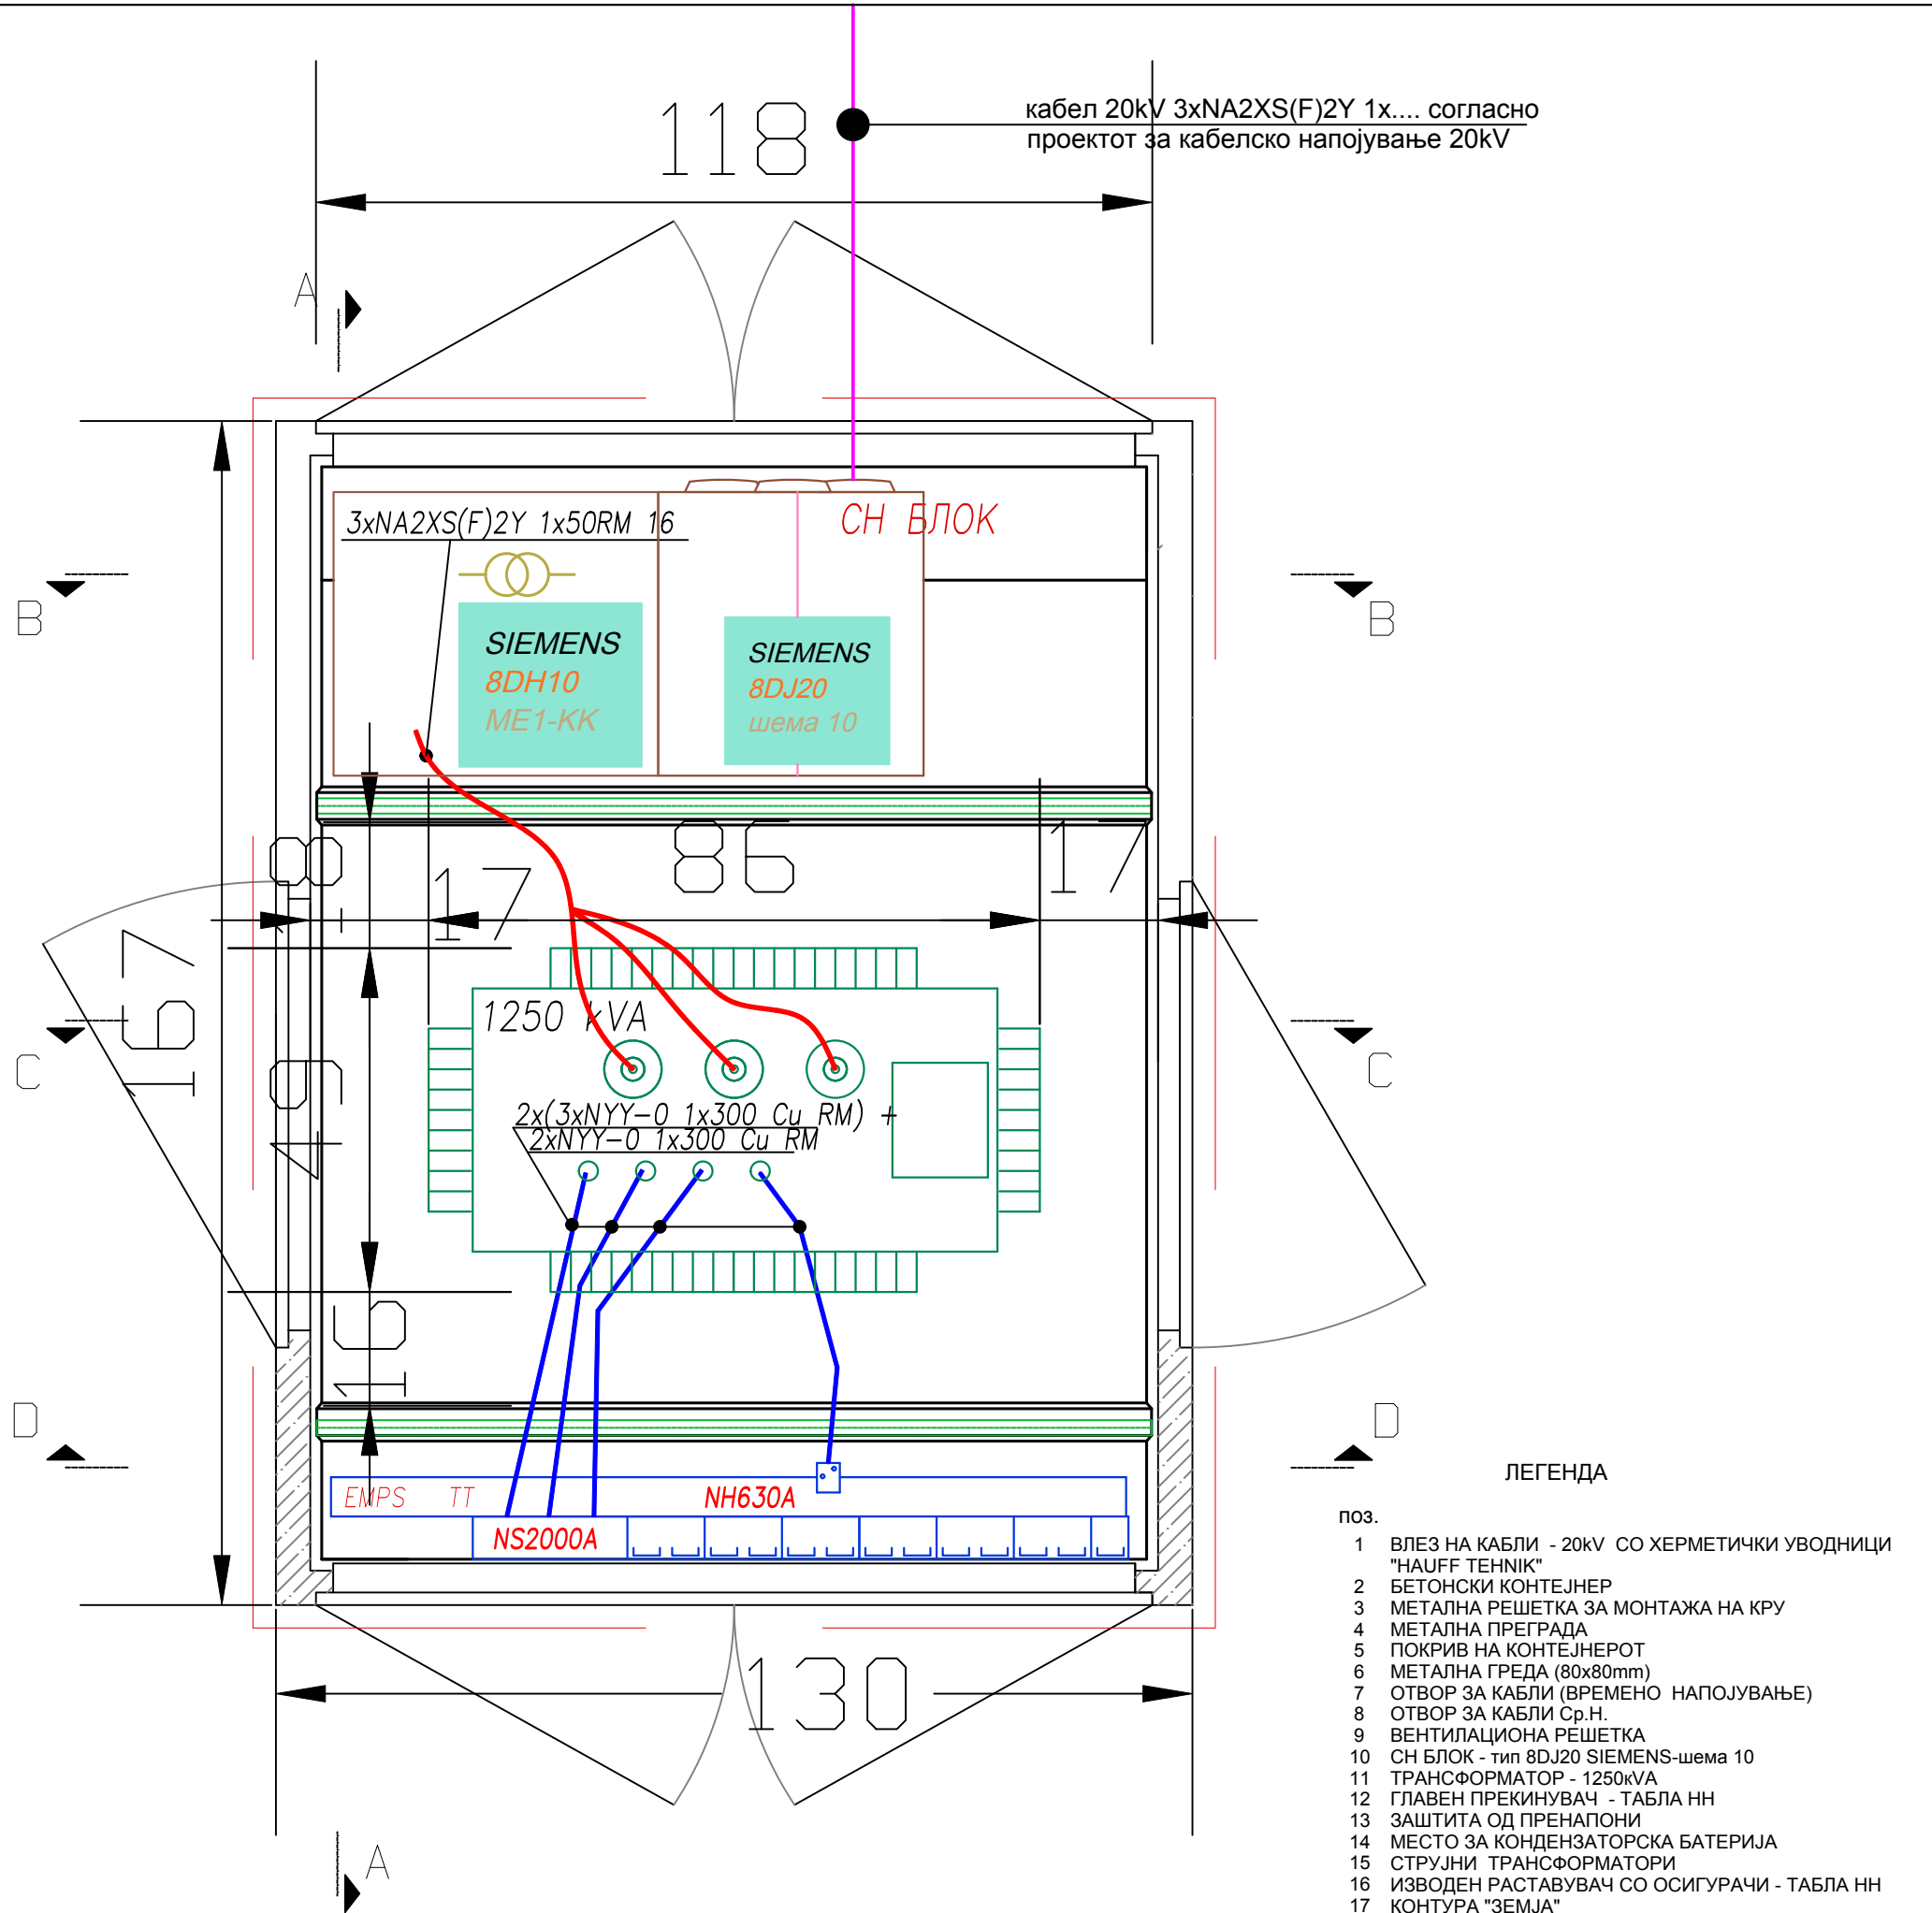 118
кабел 20kV 3xNA2XS(F)2Y 1x.... согласно
проектот за кабелско напојување 20kV
A
3xNA2XS(F)2Y 1x50RM 16
СН БЛОК
B
B
SIEMENS
8DH10
ME1-KK
SIEMENS
8DJ20
шема 10
86
17
17
18
167
1250 kVA
C
C
49
2x(3xNYY-0 1x300 Cu RM) +
2xNYY-0 1x300 Cu RM
16
D
D
EMPS TT
NH630A
NS2000A
130
A
ЛЕГЕНДА
поз.
1 ВЛЕЗ НА КАБЛИ - 20kV СО ХЕРМЕТИЧКИ УВОДНИЦИ
"HAUFF TEHNIK"
2 БЕТОНСКИ КОНТЕЈНЕР
3 МЕТАЛНА РЕШЕТКА ЗА МОНТАЖА НА КРУ
4 МЕТАЛНА ПРЕГРАДА
5 ПОКРИВ НА КОНТЕЈНЕРОТ
6 МЕТАЛНА ГРЕДА (80x80mm)
7 ОТВОР ЗА КАБЛИ (ВРЕМЕНО НАПОЈУВАЊЕ)
8 ОТВОР ЗА КАБЛИ Ср.Н.
9 ВЕНТИЛАЦИОНА РЕШЕТКА
10 СН БЛОК - тип 8DJ20 SIEMENS-шема 10
11 ТРАНСФОРМАТОР - 1250кVA
12 ГЛАВЕН ПРЕКИНУВАЧ - ТАБЛА НН
13 ЗАШТИТА ОД ПРЕНАПОНИ
14 МЕСТО ЗА КОНДЕНЗАТОРСКА БАТЕРИЈА
15 СТРУЈНИ ТРАНСФОРМАТОРИ
16 ИЗВОДЕН РАСТАВУВАЧ СО ОСИГУРАЧИ - ТАБЛА НН
17 КОНТУРА "ЗЕМЈА"